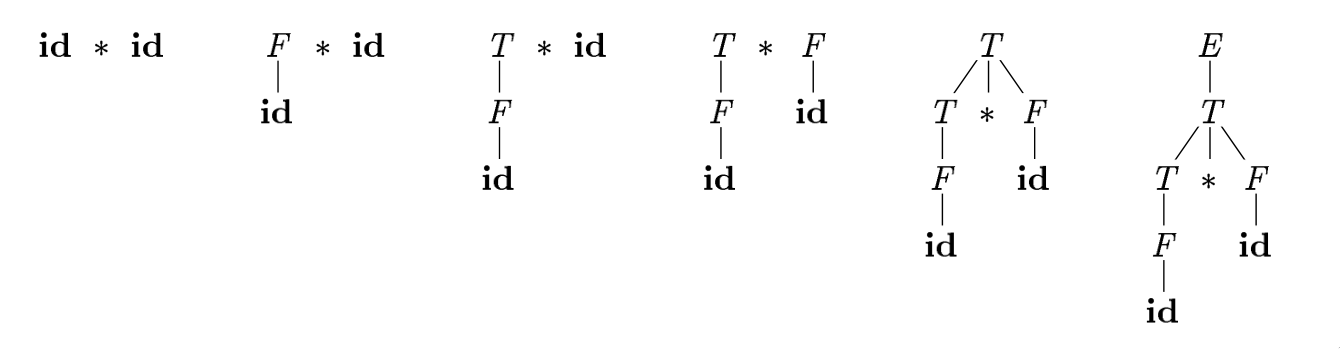 id * id F * id T * id T * F T E
id F id T * F T
id id F id T * F
id F id
id